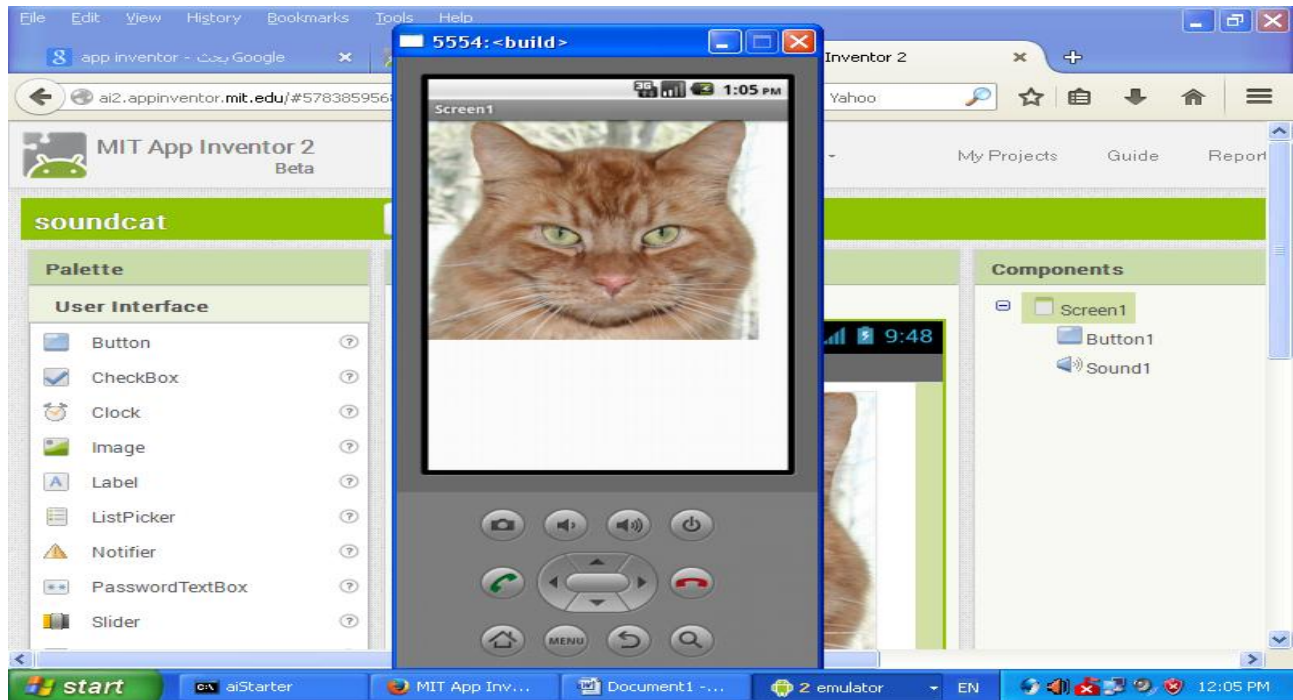 File Edit View History Bookmarks Tools Help
5554:<build>
app inventor - بحث Google
Inventor 2
ai2.appinventor.mit.edu/#578385956
Yahoo
3G 1:05 PM
Screen1
MIT App Inventor 2
Beta
My Projects Guide Report
soundcat
Palette
Components
User Interface
Screen1
Button
9:48
Button1
CheckBox
Sound1
Clock
Image
Label
ListPicker
Notifier
PasswordTextBox
Slider
MENU
start
aiStarter
MIT App Inv...
Document1 -...
2 emulator
EN
12:05 PM